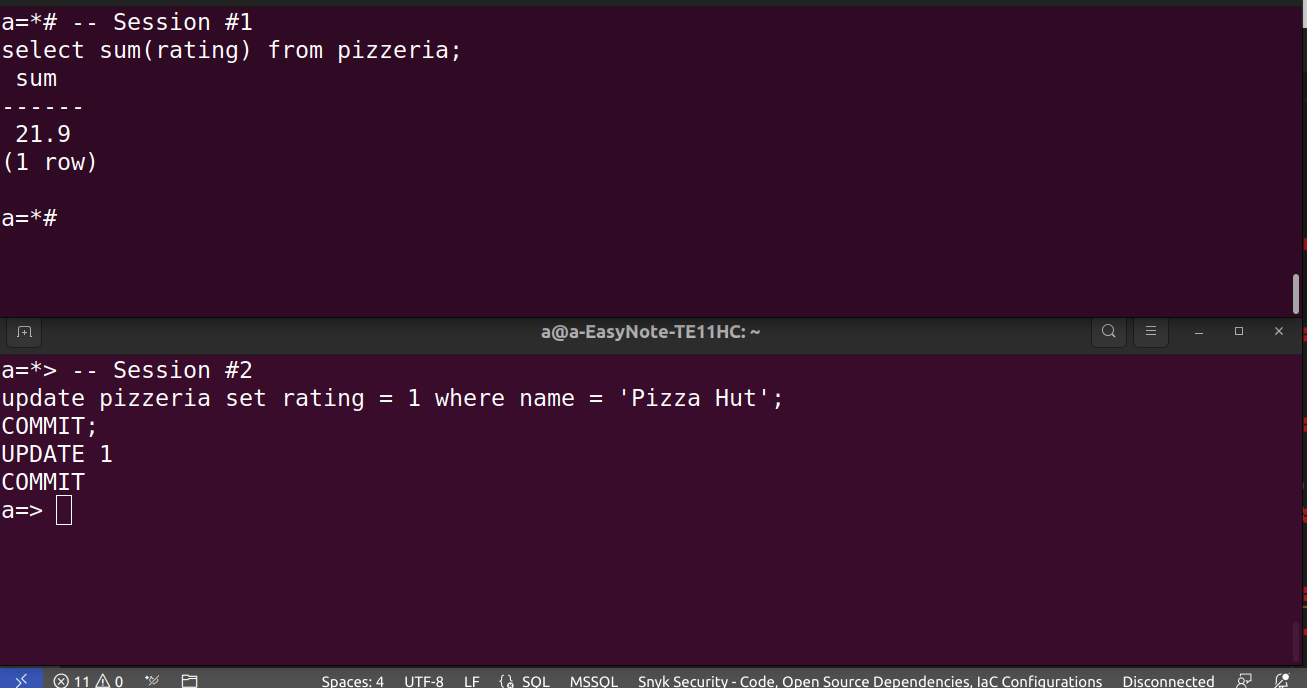 a=*# -- Session #1
select sum(rating) from pizzeria;
 sum
------
 21.9
(1 row)

a=*#
a@a-EasyNote-TE11HC: ~
a=*> -- Session #2
update pizzeria set rating = 1 where name = 'Pizza Hut';
COMMIT;
UPDATE 1
COMMIT
a=>
11 0 Spaces: 4 UTF-8 LF SQL MSSQL Snyk Security - Code, Open Source Dependencies, IaC Configurations Disconnected